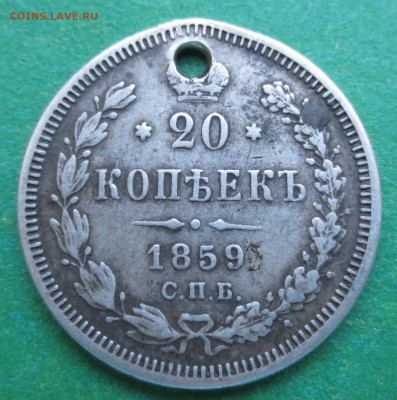 COINS.LAVE.RU
* 20 *
КОПѢЕКЪ
1859
С.П.Б.